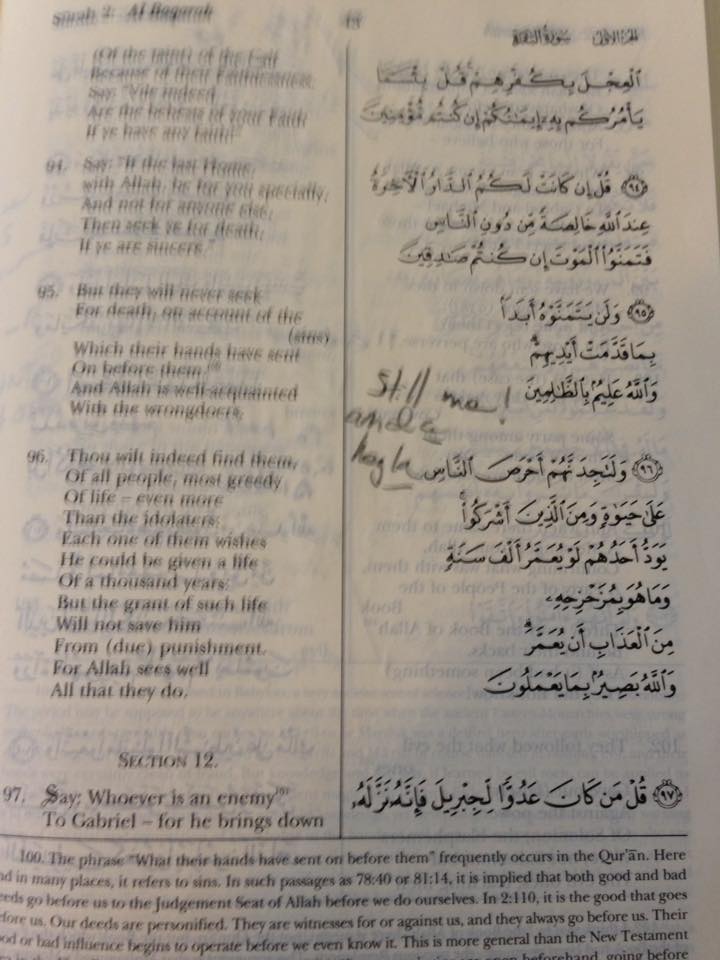 Surah 2: Al Baqarah
الجزء الأول
سورة البقرة
(Of the taint) of the Calf
Because of their Faithlessness.
Say: "Vile indeed
Are the behests of your Faith
If ye have any faith!"
94. Say: "If the last Home,
with Allah, be for you specially,
And not for anyone else,
Then seek ye for death,
If ye are sincere."
95. But they will never seek
For death, on account of the
(sins)
Which their hands have sent
On before them.¹⁰⁰
And Allah is well-acquainted
With the wrongdoers.
96. Thou wilt indeed find them,
Of all people, most greedy
Of life – even more
Than the idolaters:
Each one of them wishes
He could be given a life
Of a thousand years:
But the grant of such life
Will not save him
From (due) punishment.
For Allah sees well
All that they do.
SECTION 12.
97. Say: Whoever is an enemy¹⁰¹
To Gabriel – for he brings down
الْعِجْلَ بِكُفْرِهِمْ قُلْ بِئْسَمَا
يَأْمُرُكُم بِهِ إِيمَانُكُمْ إِن كُنتُم مُّؤْمِنِينَ
٩٤ قُلْ إِن كَانَتْ لَكُمُ الدَّارُ الْآخِرَةُ
عِندَ اللَّهِ خَالِصَةً مِّن دُونِ النَّاسِ
فَتَمَنَّوُا الْمَوْتَ إِن كُنتُمْ صَادِقِينَ
٩٥ وَلَن يَتَمَنَّوْهُ أَبَدًا
بِمَا قَدَّمَتْ أَيْدِيهِمْ
وَاللَّهُ عَلِيمٌ بِالظَّالِمِينَ
Still me!
٩٦ وَلَتَجِدَنَّهُمْ أَحْرَصَ النَّاسِ
عَلَىٰ حَيَوٰةٍ وَمِنَ الَّذِينَ أَشْرَكُوا
يَوَدُّ أَحَدُهُمْ لَوْ يُعَمَّرُ أَلْفَ سَنَةٍ
وَمَا هُوَ بِمُزَحْزِحِهِ
مِنَ الْعَذَابِ أَن يُعَمَّرَ
وَاللَّهُ بَصِيرٌ بِمَا يَعْمَلُونَ
٩٧ قُلْ مَن كَانَ عَدُوًّا لِّجِبْرِيلَ فَإِنَّهُ نَزَّلَهُ
100. The phrase "What their hands have sent on before them" frequently occurs in the Qur'ān. Here
in many places, it refers to sins. In such passages as 78:40 or 81:14, it is implied that both good and bad
go before us to the Judgement Seat of Allah before we do ourselves. In 2:110, it is the good that goes
us. Our deeds are personified. They are witnesses for or against us, and they always go before us. Their
or bad influence begins to operate before we even know it. This is more general than the New Testament
beforehand, going before